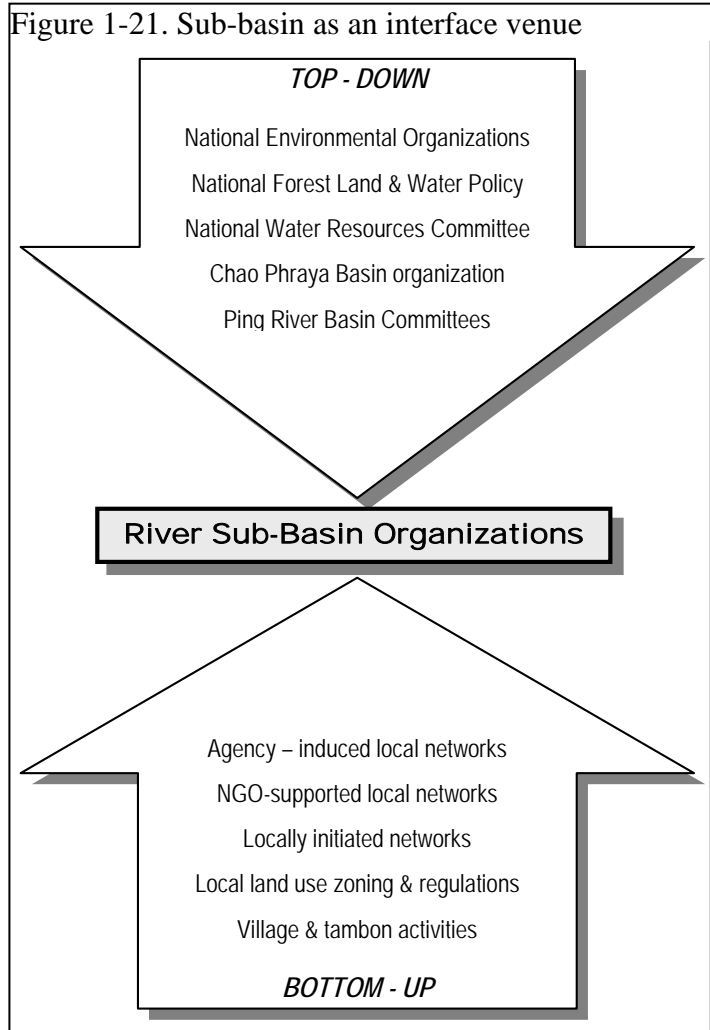 Figure 1-21. Sub-basin as an interface venue
TOP - DOWN
National Environmental Organizations
National Forest Land & Water Policy
National Water Resources Committee
Chao Phraya Basin organization
Ping River Basin Committees
River Sub-Basin Organizations
Agency – induced local networks
NGO-supported local networks
Locally initiated networks
Local land use zoning & regulations
Village & tambon activities
BOTTOM - UP